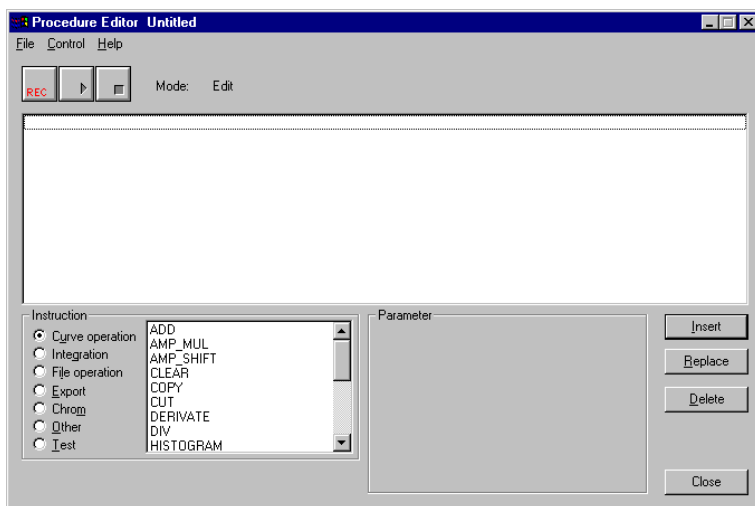 Procedure Editor Untitled
File Control Help
REC
Mode: Edit
Instruction
Curve operation
Integration
File operation
Export
Chrom
Other
Test
ADD
AMP_MUL
AMP_SHIFT
CLEAR
COPY
CUT
DERIVATE
DIV
HISTOGRAM
Parameter
Insert
Replace
Delete
Close